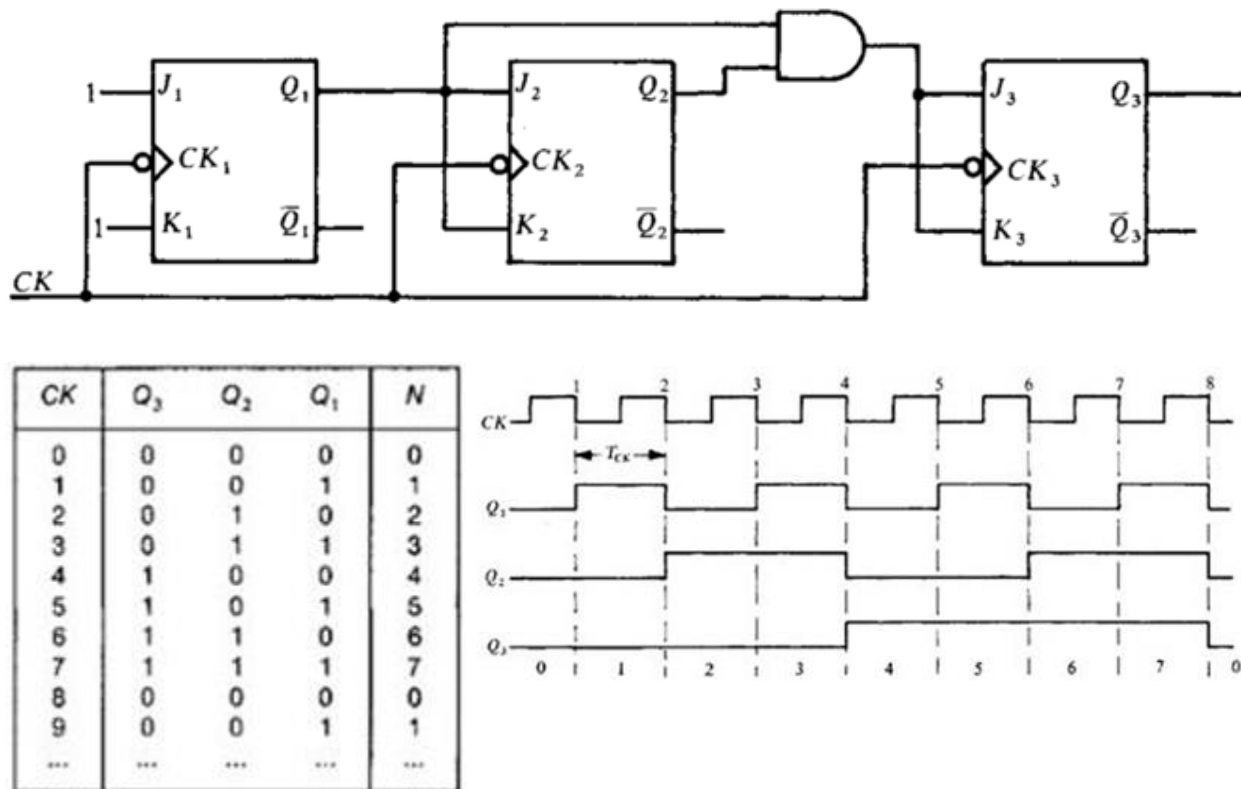 1 J₁ Q₁ J₂ Q₂ J₃ Q₃
CK₁ CK₂ CK₃
1 K₁ Q̅₁ K₂ Q̅₂ K₃ Q̅₃
CK
CK Q₃ Q₂ Q₁ N
0 0 0 0 0
1 0 0 1 1
2 0 1 0 2
3 0 1 1 3
4 1 0 0 4
5 1 0 1 5
6 1 1 0 6
7 1 1 1 7
8 0 0 0 0
9 0 0 1 1
... ... ... ... ...
1 2 3 4 5 6 7 8
CK
T_CK
Q₁
Q₂
Q₃
0 1 2 3 4 5 6 7 0